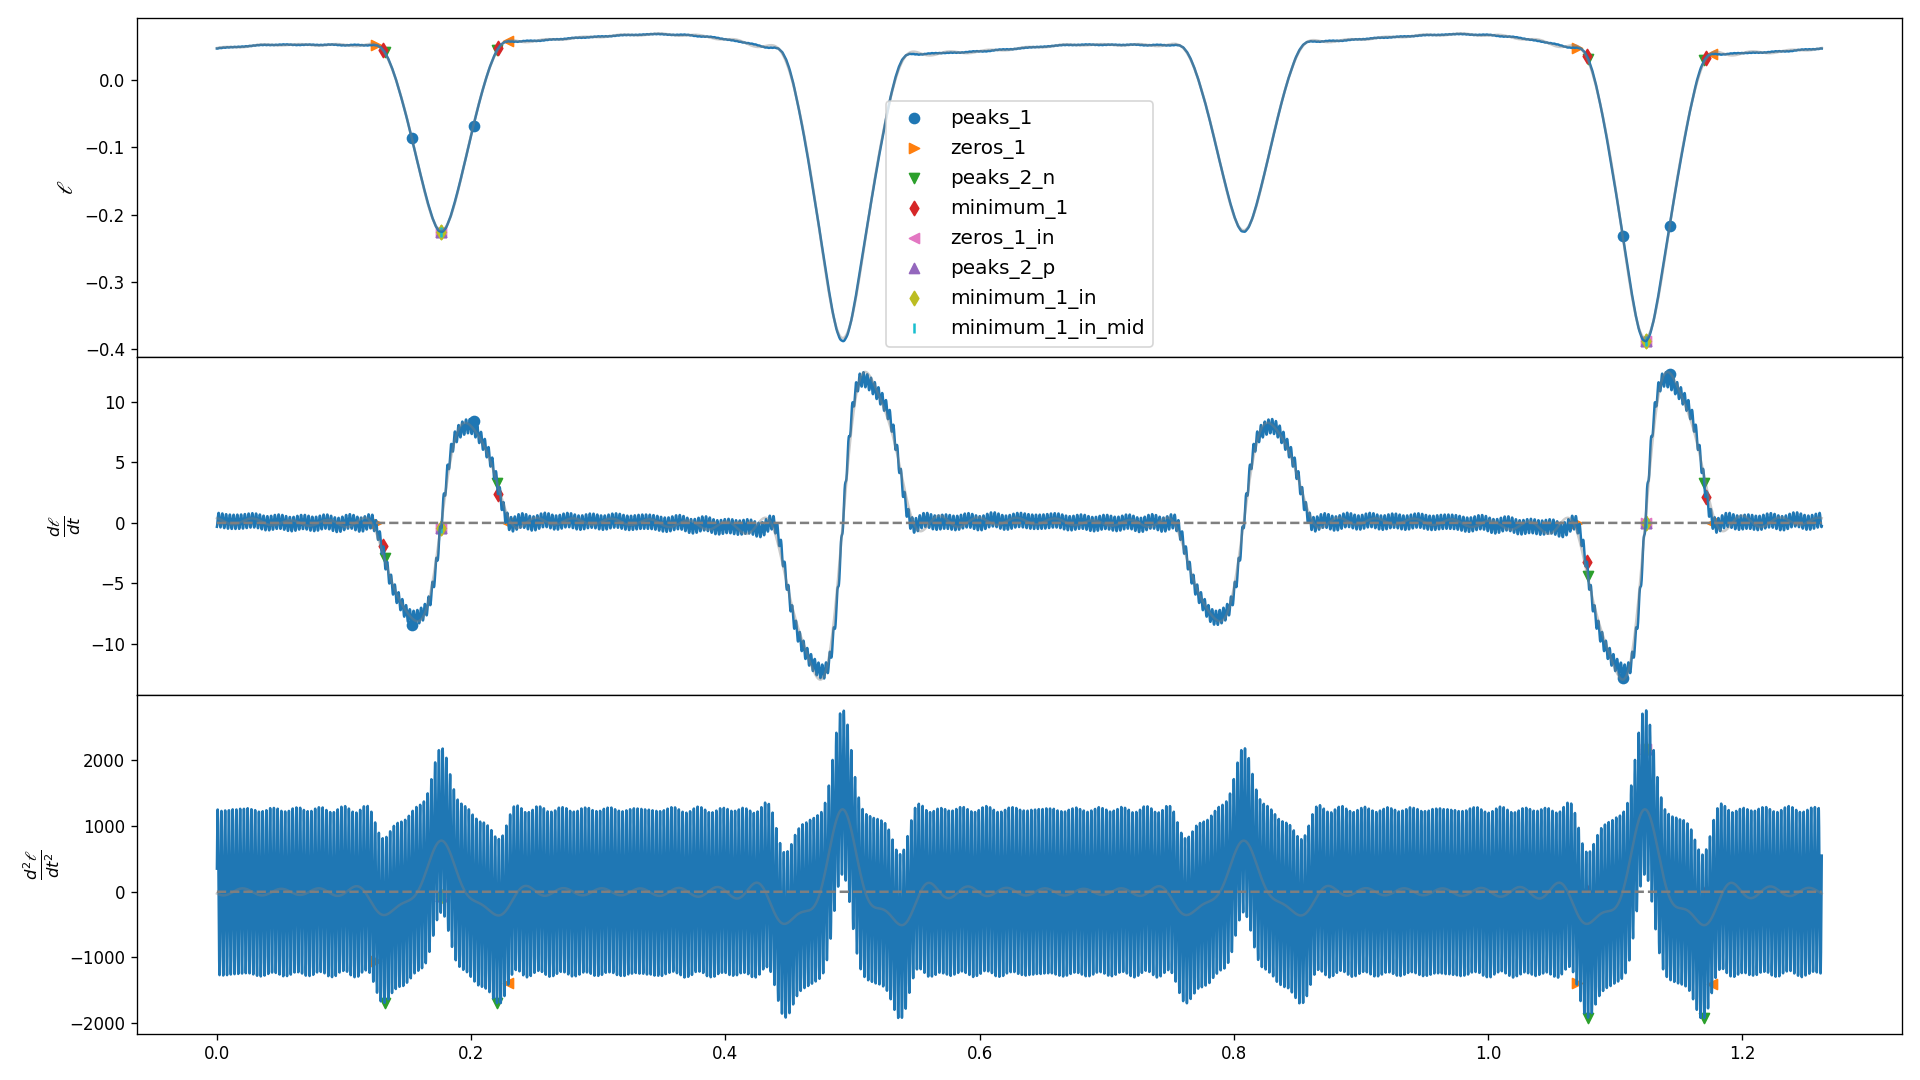 0.0
−0.1
−0.2
−0.3
−0.4
ℓ
peaks_1
zeros_1
peaks_2_n
minimum_1
zeros_1_in
peaks_2_p
minimum_1_in
minimum_1_in_mid
10
5
0
−5
−10
dℓ
dt
2000
1000
0
−1000
−2000
d²ℓ
dt²
0.0 0.2 0.4 0.6 0.8 1.0 1.2